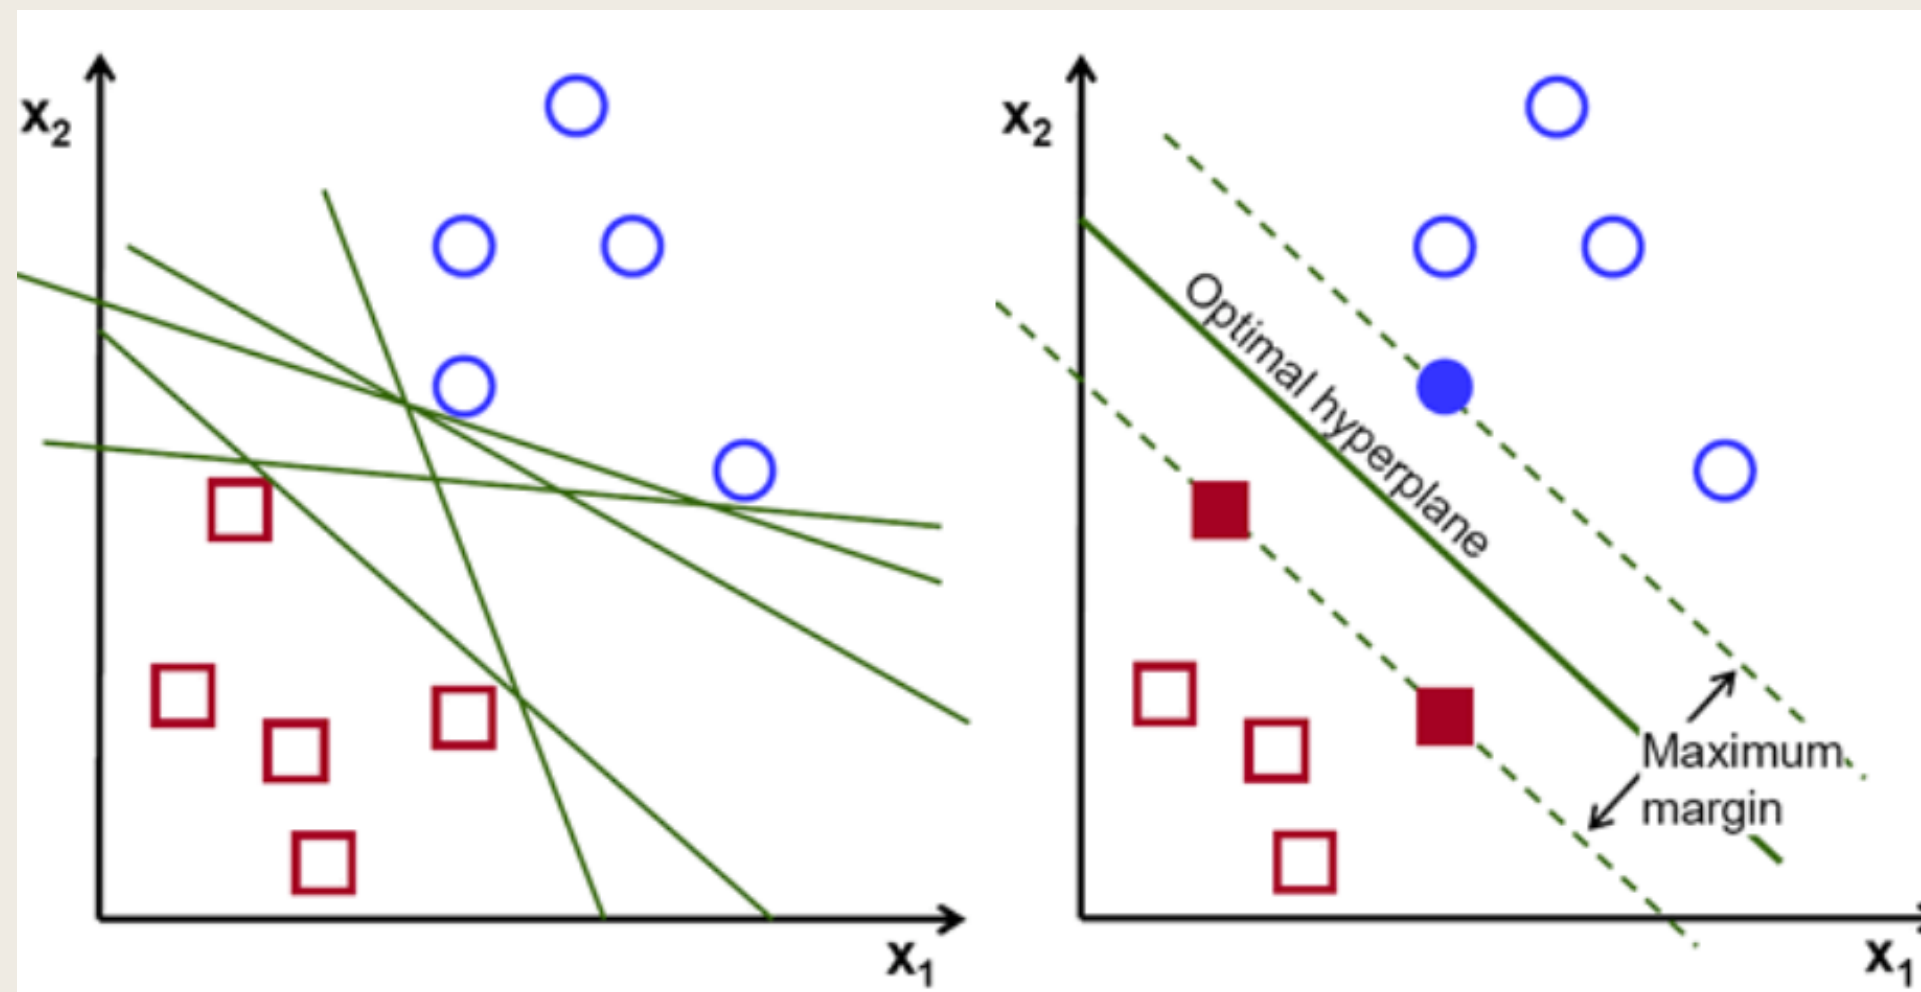 x₂
x₁
x₂
Optimal hyperplane
Maximum
margin
x₁